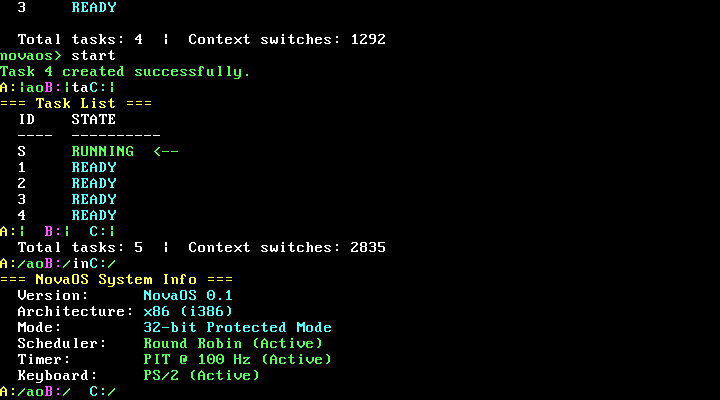 3     READY
Total tasks: 4  |  Context switches: 1292
novaos> start
Task 4 created successfully.
A:|aoB:|taC:|
=== Task List ===
ID    STATE
----  ----------
S     RUNNING  <--
1     READY
2     READY
3     READY
4     READY
A:|  B:|  C:|
Total tasks: 5  |  Context switches: 2835
A:/aoB:/inC:/
=== NovaOS System Info ===
Version:      NovaOS 0.1
Architecture: x86 (i386)
Mode:         32-bit Protected Mode
Scheduler:    Round Robin (Active)
Timer:        PIT @ 100 Hz (Active)
Keyboard:     PS/2 (Active)
A:/aoB:/  C:/